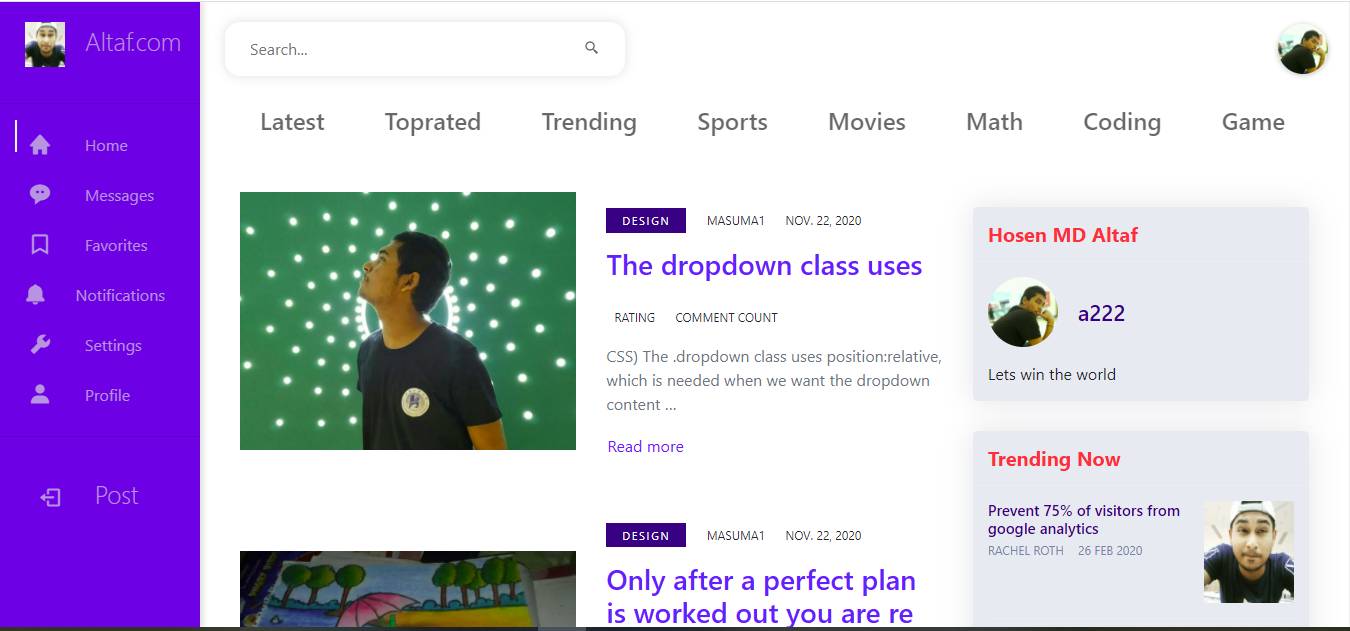 Altaf.com
Home
Messages
Favorites
Notifications
Settings
Profile
Post
Search...
Latest Toprated Trending Sports Movies Math Coding Game
DESIGN MASUMA1 NOV. 22, 2020
The dropdown class uses
RATING COMMENT COUNT
CSS) The .dropdown class uses position:relative,
which is needed when we want the dropdown
content ...
Read more
DESIGN MASUMA1 NOV. 22, 2020
Only after a perfect plan
is worked out you are re
Hosen MD Altaf
a222
Lets win the world
Trending Now
Prevent 75% of visitors from
google analytics
RACHEL ROTH 26 FEB 2020